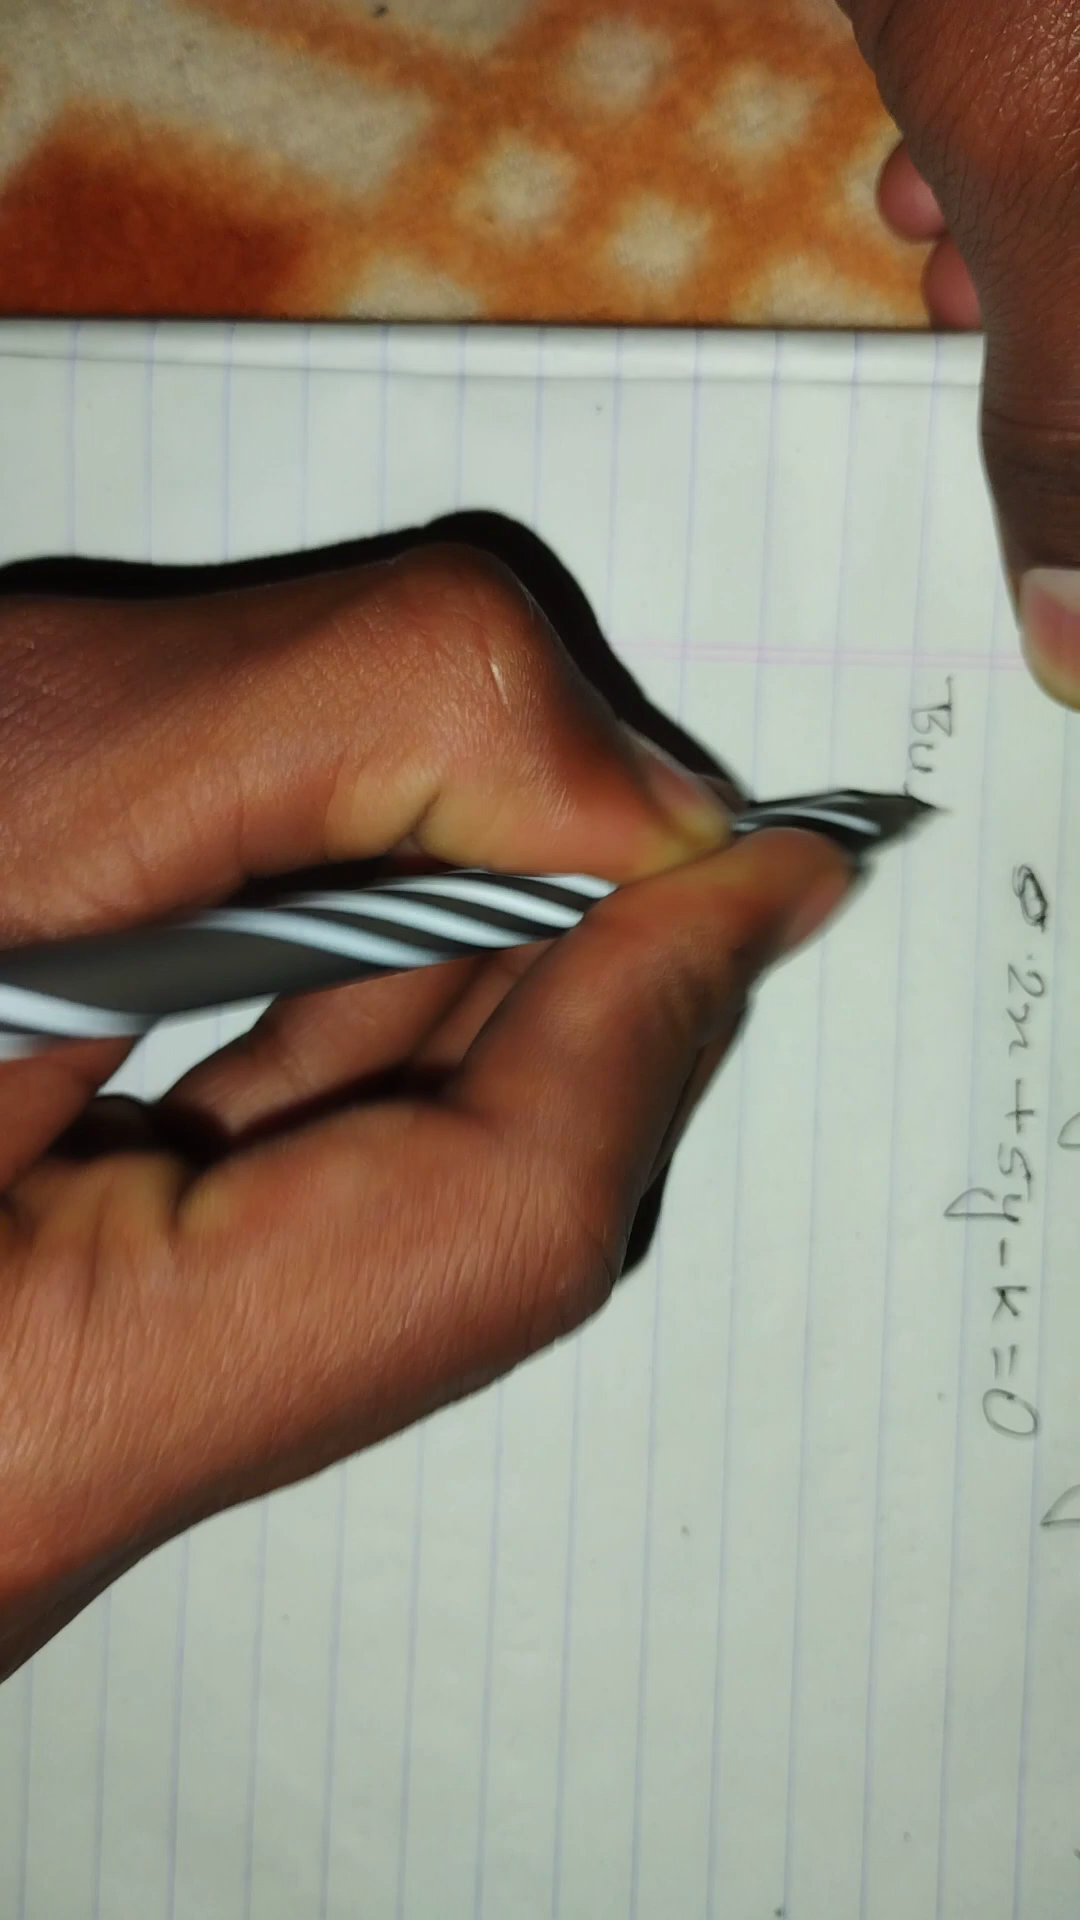 2x + 5y - k = 0
Bu